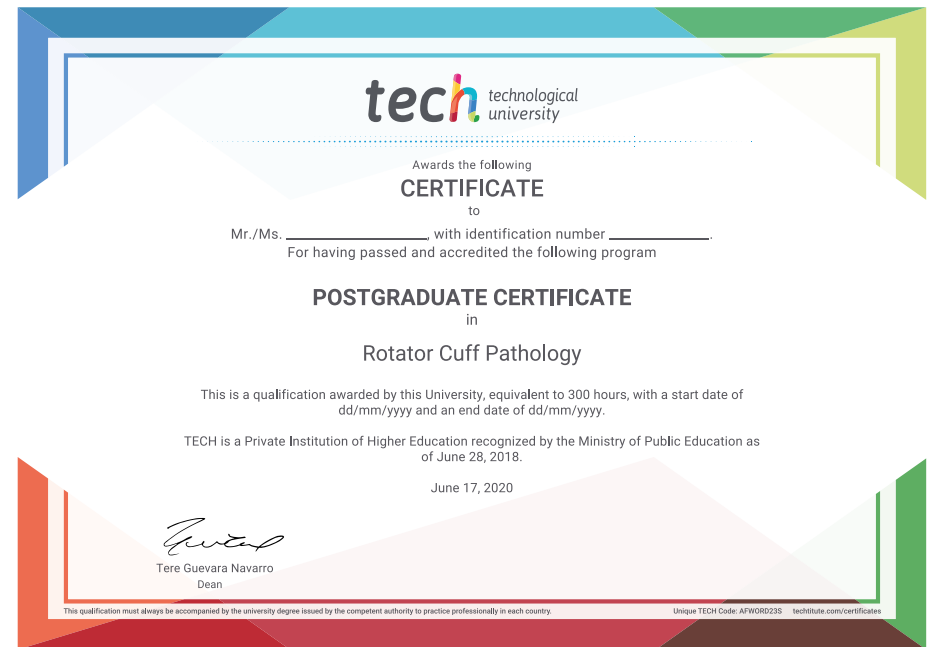 tech technological
university
Awards the following
CERTIFICATE
to
Mr./Ms. ____________________, with identification number ______________.
For having passed and accredited the following program
POSTGRADUATE CERTIFICATE
in
Rotator Cuff Pathology
This is a qualification awarded by this University, equivalent to 300 hours, with a start date of
dd/mm/yyyy and an end date of dd/mm/yyyy.
TECH is a Private Institution of Higher Education recognized by the Ministry of Public Education as
of June 28, 2018.
June 17, 2020
Tere Guevara Navarro
Dean
This qualification must always be accompanied by the university degree issued by the competent authority to practice professionally in each country.
Unique TECH Code: AFWORD23S techtitute.com/certificates